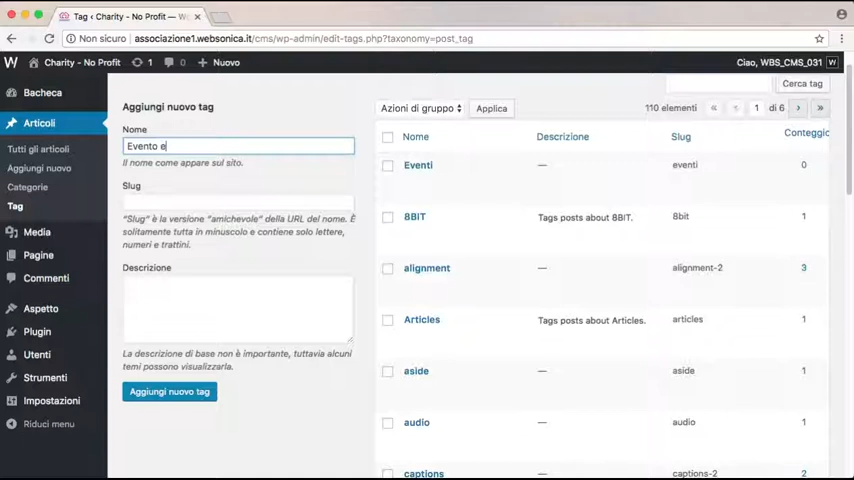 Tag ‹ Charity - No Profit — W
Non sicuro
associazione1.websonica.it/cms/wp-admin/edit-tags.php?taxonomy=post_tag
Charity - No Profit
1
0
Nuovo
Ciao, WBS_CMS_031
Bacheca
Articoli
Tutti gli articoli
Aggiungi nuovo
Categorie
Tag
Media
Pagine
Commenti
Aspetto
Plugin
Utenti
Strumenti
Impostazioni
Riduci menu
Aggiungi nuovo tag
Nome
Evento e
Il nome come appare sul sito.
Slug
"Slug" è la versione "amichevole" della URL del nome. È
solitamente tutta in minuscolo e contiene solo lettere,
numeri e trattini.
Descrizione
La descrizione di base non è importante, tuttavia alcuni
temi possono visualizzarla.
Aggiungi nuovo tag
Cerca tag
Azioni di gruppo
Applica
110 elementi « ‹ 1 di 6 › »
Nome Descrizione Slug Conteggio
Eventi — eventi 0
8BIT Tags posts about 8BIT. 8bit 1
alignment — alignment-2 3
Articles Tags posts about Articles. articles 1
aside — aside 1
audio — audio 1
captions — captions-2 2